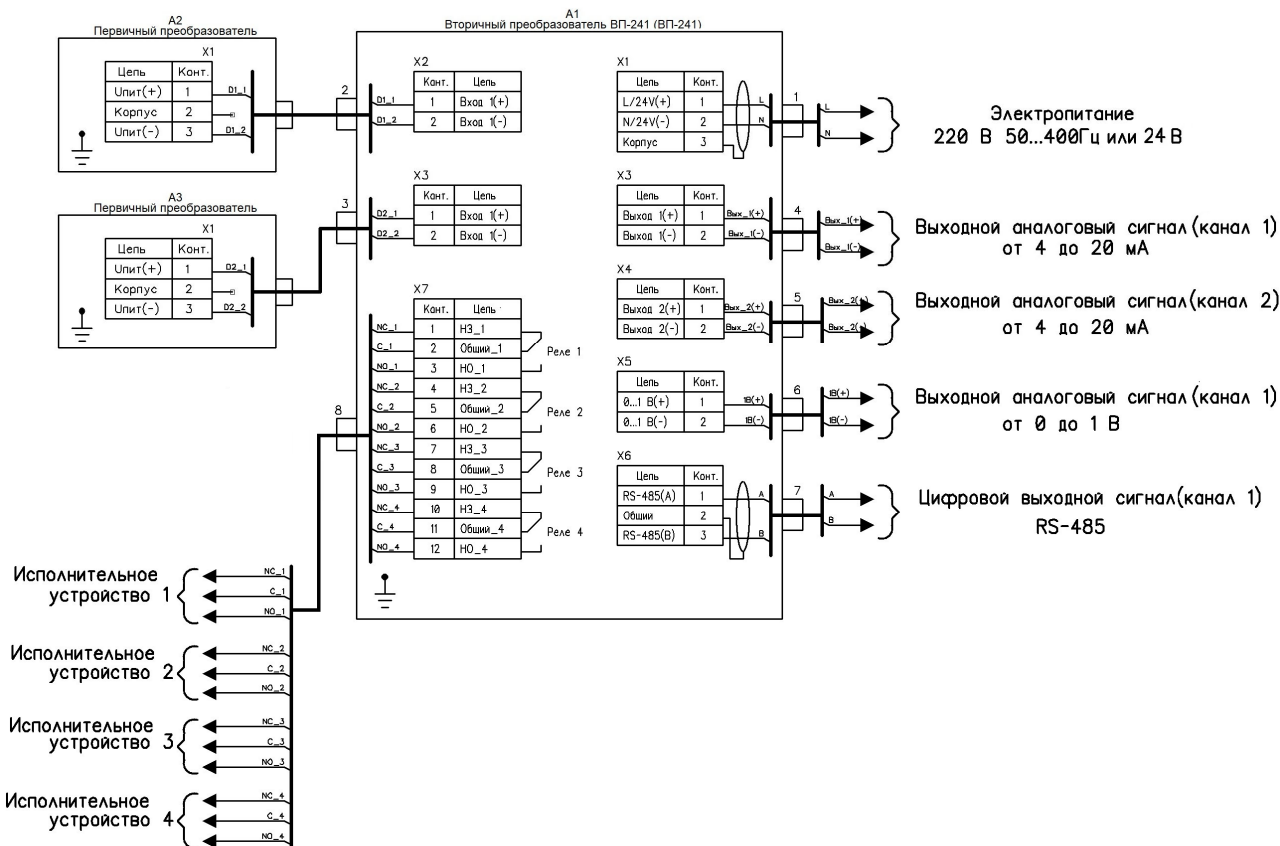 A2
Первичный преобразователь
X1
Цепь Конт.
Uпит(+) 1
Корпус 2
Uпит(-) 3
D1_1
D1_2
2
A3
Первичный преобразователь
X1
Цепь Конт.
Uпит(+) 1
Корпус 2
Uпит(-) 3
D2_1
D2_2
3
A1
Вторичный преобразователь ВП-241 (ВП-241)
X2
Конт. Цепь
D1_1 1 Вход 1(+)
D1_2 2 Вход 1(-)
X3
Конт. Цепь
D2_1 1 Вход 1(+)
D2_2 2 Вход 1(-)
X7
Конт. Цепь
NC_1 1 НЗ_1
C_1 2 Общий_1
Реле 1
NO_1 3 НО_1
NC_2 4 НЗ_2
C_2 5 Общий_2
Реле 2
NO_2 6 НО_2
NC_3 7 НЗ_3
C_3 8 Общий_3
Реле 3
NO_3 9 НО_3
NC_4 10 НЗ_4
C_4 11 Общий_4
Реле 4
NO_4 12 НО_4
8
X1
Цепь Конт.
L/24V(+) 1 L
N/24V(-) 2 N
Корпус 3
1
L
N
Электропитание
220 В 50...400Гц или 24 В
X3
Цепь Конт.
Выход 1(+) 1 Вых_1(+)
Выход 1(-) 2 Вых_1(-)
4
Вых_1(+)
Вых_1(-)
Выходной аналоговый сигнал(канал 1)
от 4 до 20 мА
X4
Цепь Конт.
Выход 2(+) 1 Вых_2(+)
Выход 2(-) 2 Вых_2(-)
5
Вых_2(+)
Выходной аналоговый сигнал(канал 2)
от 4 до 20 мА
X5
Цепь Конт.
0...1 В(+) 1 1В(+)
0...1 В(-) 2 1В(-)
6
1В(+)
1В(-)
Выходной аналоговый сигнал(канал 1)
от 0 до 1 В
X6
Цепь Конт.
RS-485(A) 1 A
Общии 2
RS-485(B) 3 B
7
A
B
Цифровой выходной сигнал(канал 1)
RS-485
Исполнительное
устройство 1
NC_1
C_1
NO_1
Исполнительное
устройство 2
NC_2
C_2
NO_2
Исполнительное
устройство 3
NC_3
C_3
NO_3
Исполнительное
устройство 4
NC_4
C_4
NO_4